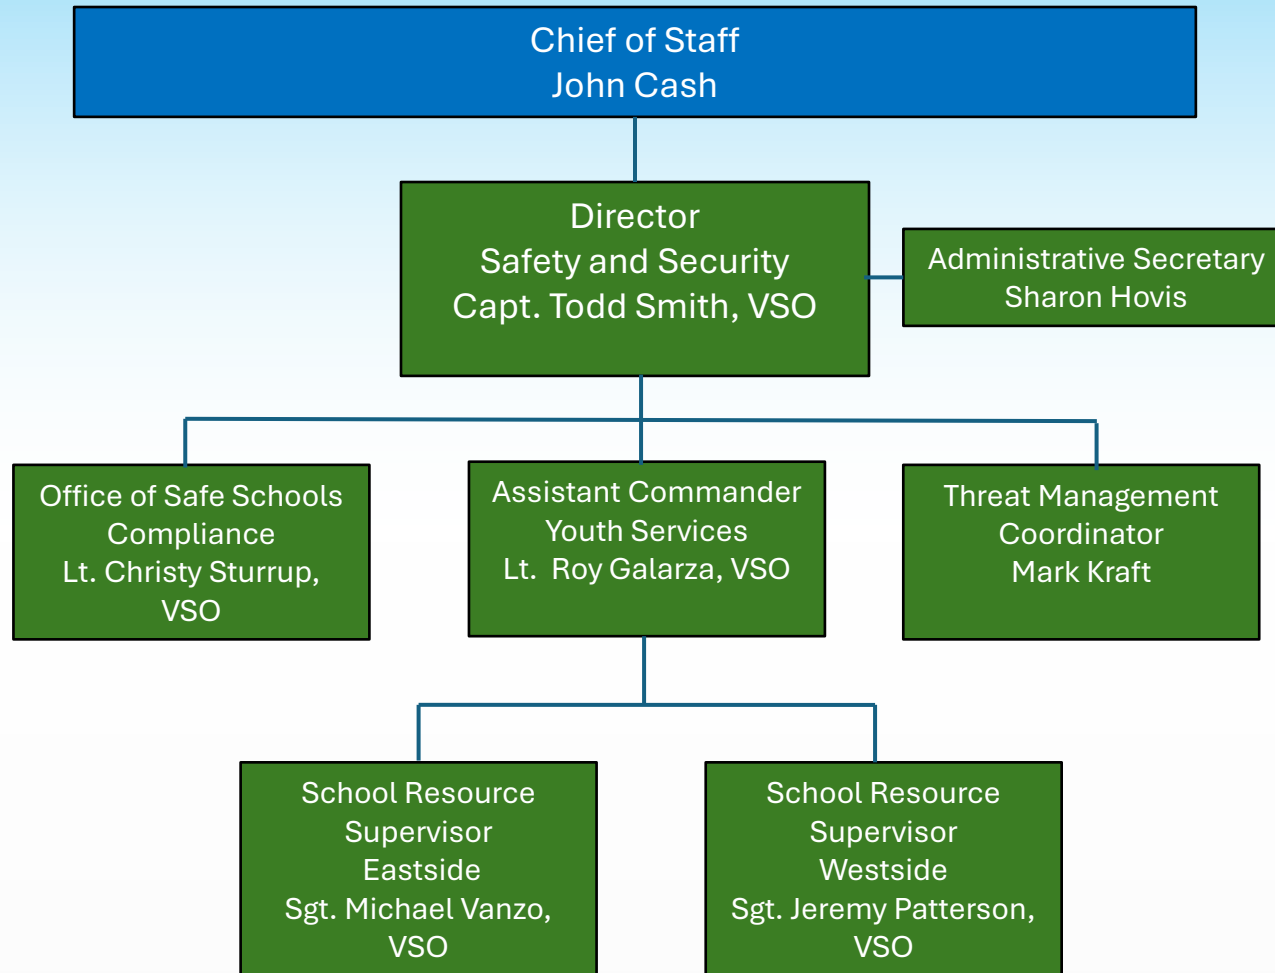 Chief of Staff
John Cash
Director
Safety and Security
Capt. Todd Smith, VSO
Administrative Secretary
Sharon Hovis
Office of Safe Schools
Compliance
Lt. Christy Sturrup,
VSO
Assistant Commander
Youth Services
Lt.  Roy Galarza, VSO
Threat Management
Coordinator
Mark Kraft
School Resource
Supervisor
Eastside
Sgt. Michael Vanzo,
VSO
School Resource
Supervisor
Westside
Sgt. Jeremy Patterson,
VSO